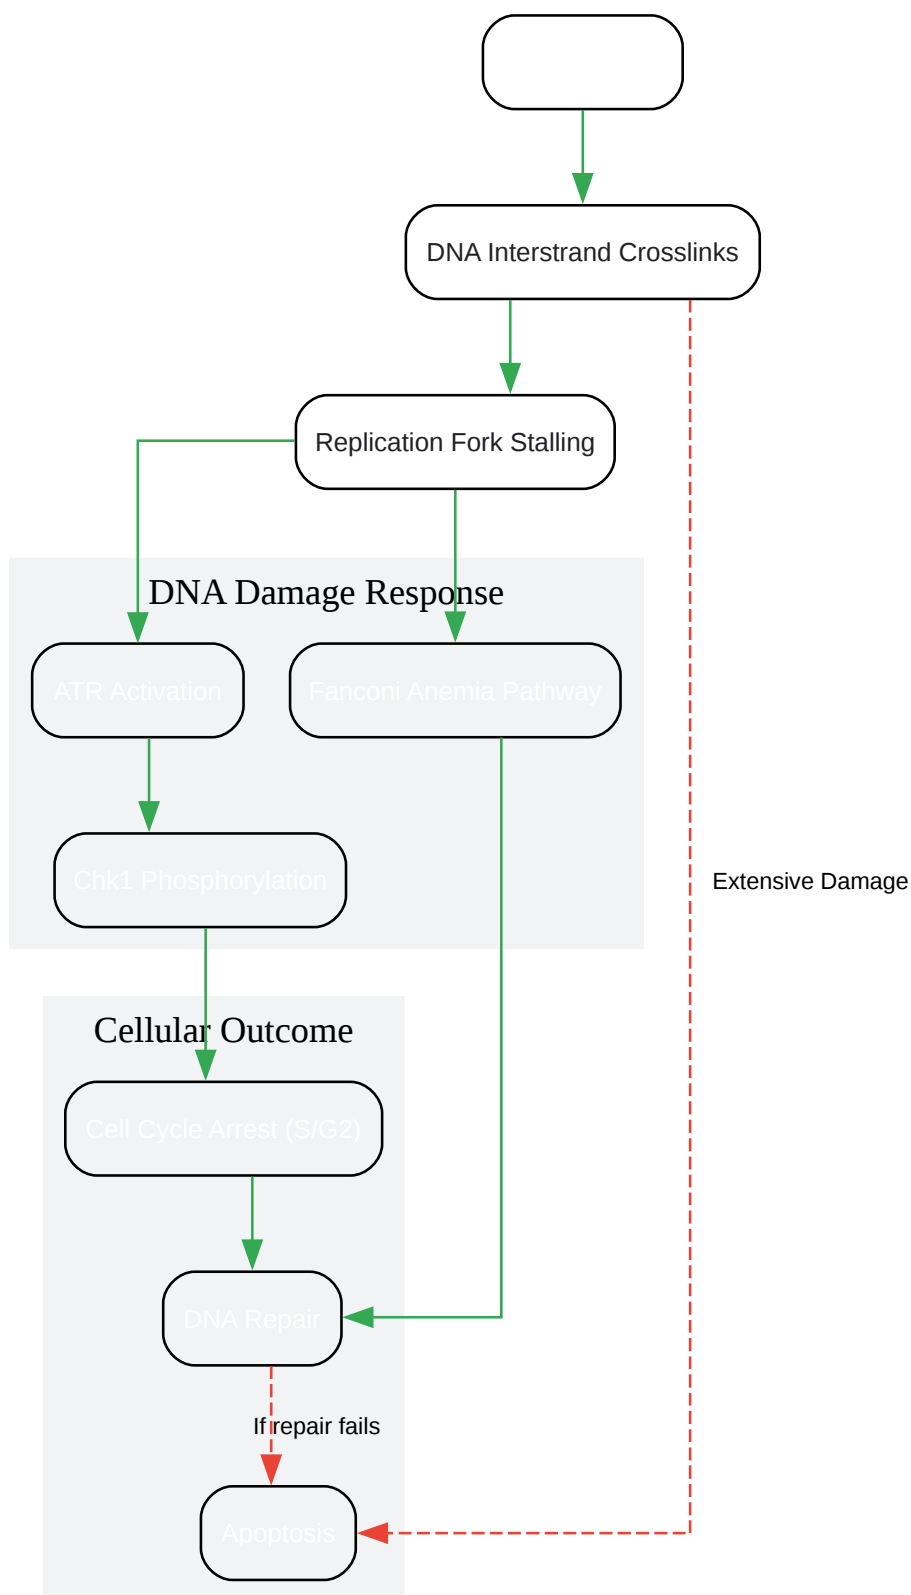 DNA Interstrand Crosslinks
Replication Fork Stalling
DNA Damage Response
ATR Activation
Fanconi Anemia Pathway
Chk1 Phosphorylation
Extensive Damage
Cellular Outcome
Cell Cycle Arrest (S/G2)
DNA Repair
If repair fails
Apoptosis